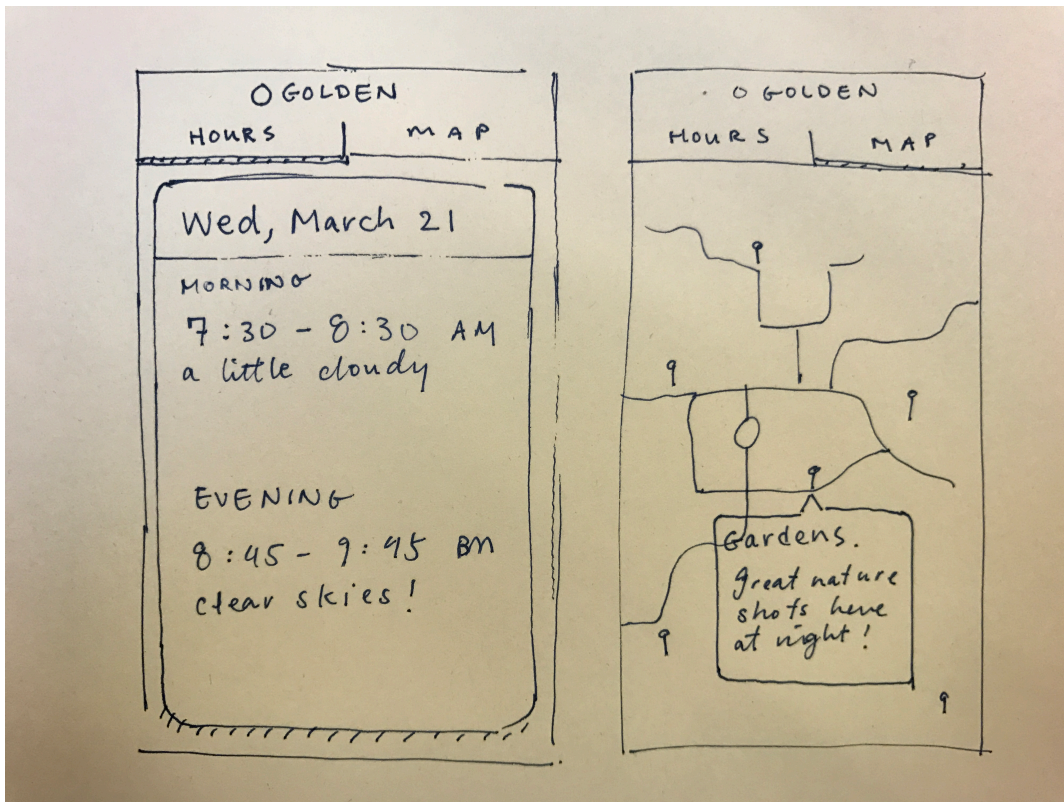 O GOLDEN
HOURS MAP
Wed, March 21
MORNING
7:30 - 8:30 AM
a little cloudy
EVENING
8:45 - 9:45 PM
clear skies!
O GOLDEN
HOURS MAP
Gardens.
great nature
shots here
at night!